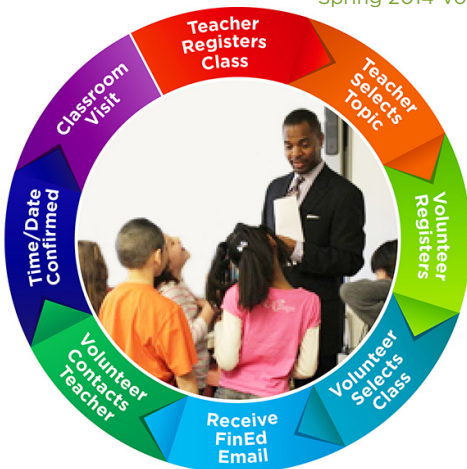 Spring 2014 Vo
Teacher
Registers
Class
Teacher
Selects
Topic
Volunteer
Registers
Volunteer
Selects
Class
Receive
FinEd
Email
Volunteer
Contacts
Teacher
Time/Date
Confirmed
Classroom
Visit